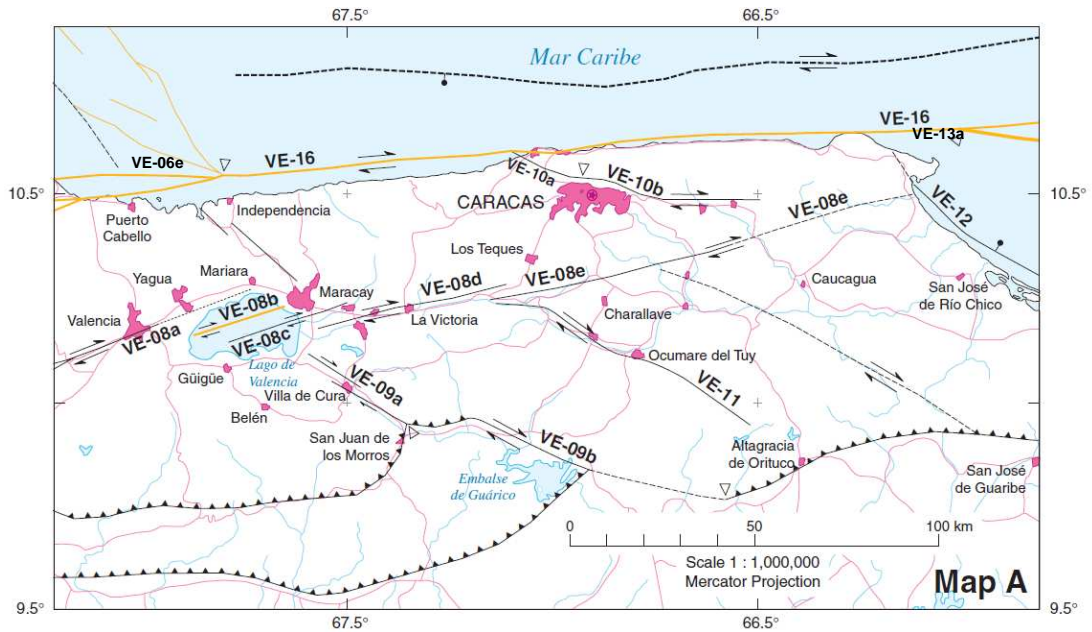 67.5°
66.5°
Mar Caribe
VE-16
VE-13a
VE-06e
VE-16
VE-10a
VE-10b
10.5°
10.5°
Puerto
Cabello
Independencia
CARACAS
VE-08e
VE-12
Los Teques
Yagua
Mariara
VE-08b
Maracay
VE-08d
VE-08e
Caucagua
San José
de Río Chico
Valencia
VE-08a
VE-08c
La Victoria
Charallave
Güigüe
Lago de
Valencia
VE-09a
Ocumare del Tuy
VE-11
Villa de Cura
Belén
San Juan de
los Morros
VE-09b
Altagracia
de Orituco
Embalse
de Guárico
San José
de Guaribe
0
50
100 km
Scale 1 : 1,000,000
Mercator Projection
Map A
9.5°
9.5°
67.5°
66.5°